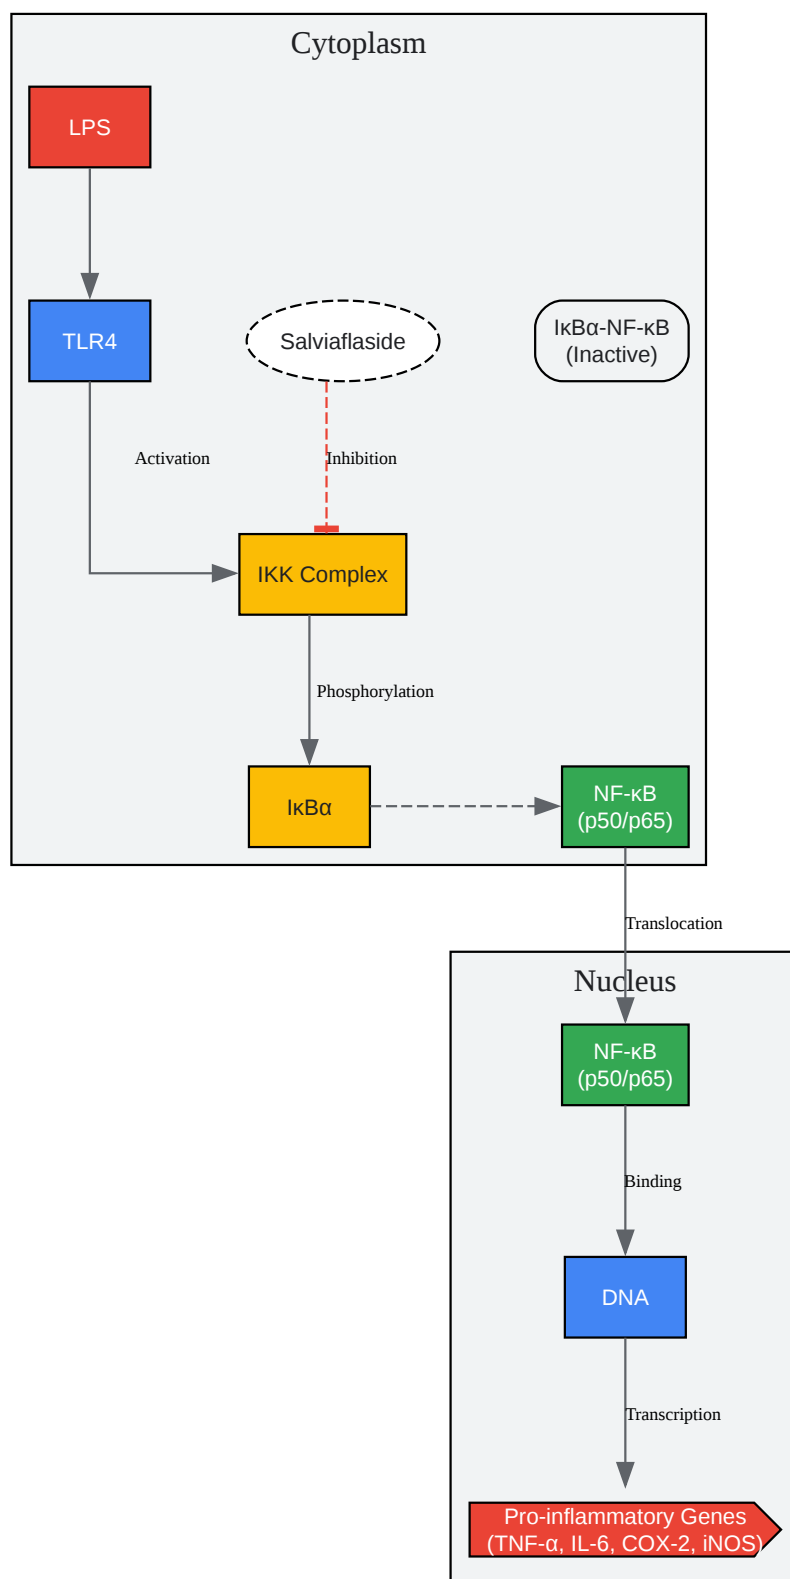 Cytoplasm
LPS
TLR4
Salviaflaside
IκBα-NF-κB
(Inactive)
Activation
Inhibition
IKK Complex
Phosphorylation
IκBα
NF-κB
(p50/p65)
Translocation
Nucleus
NF-κB
(p50/p65)
Binding
DNA
Transcription
Pro-inflammatory Genes
(TNF-α, IL-6, COX-2, iNOS)